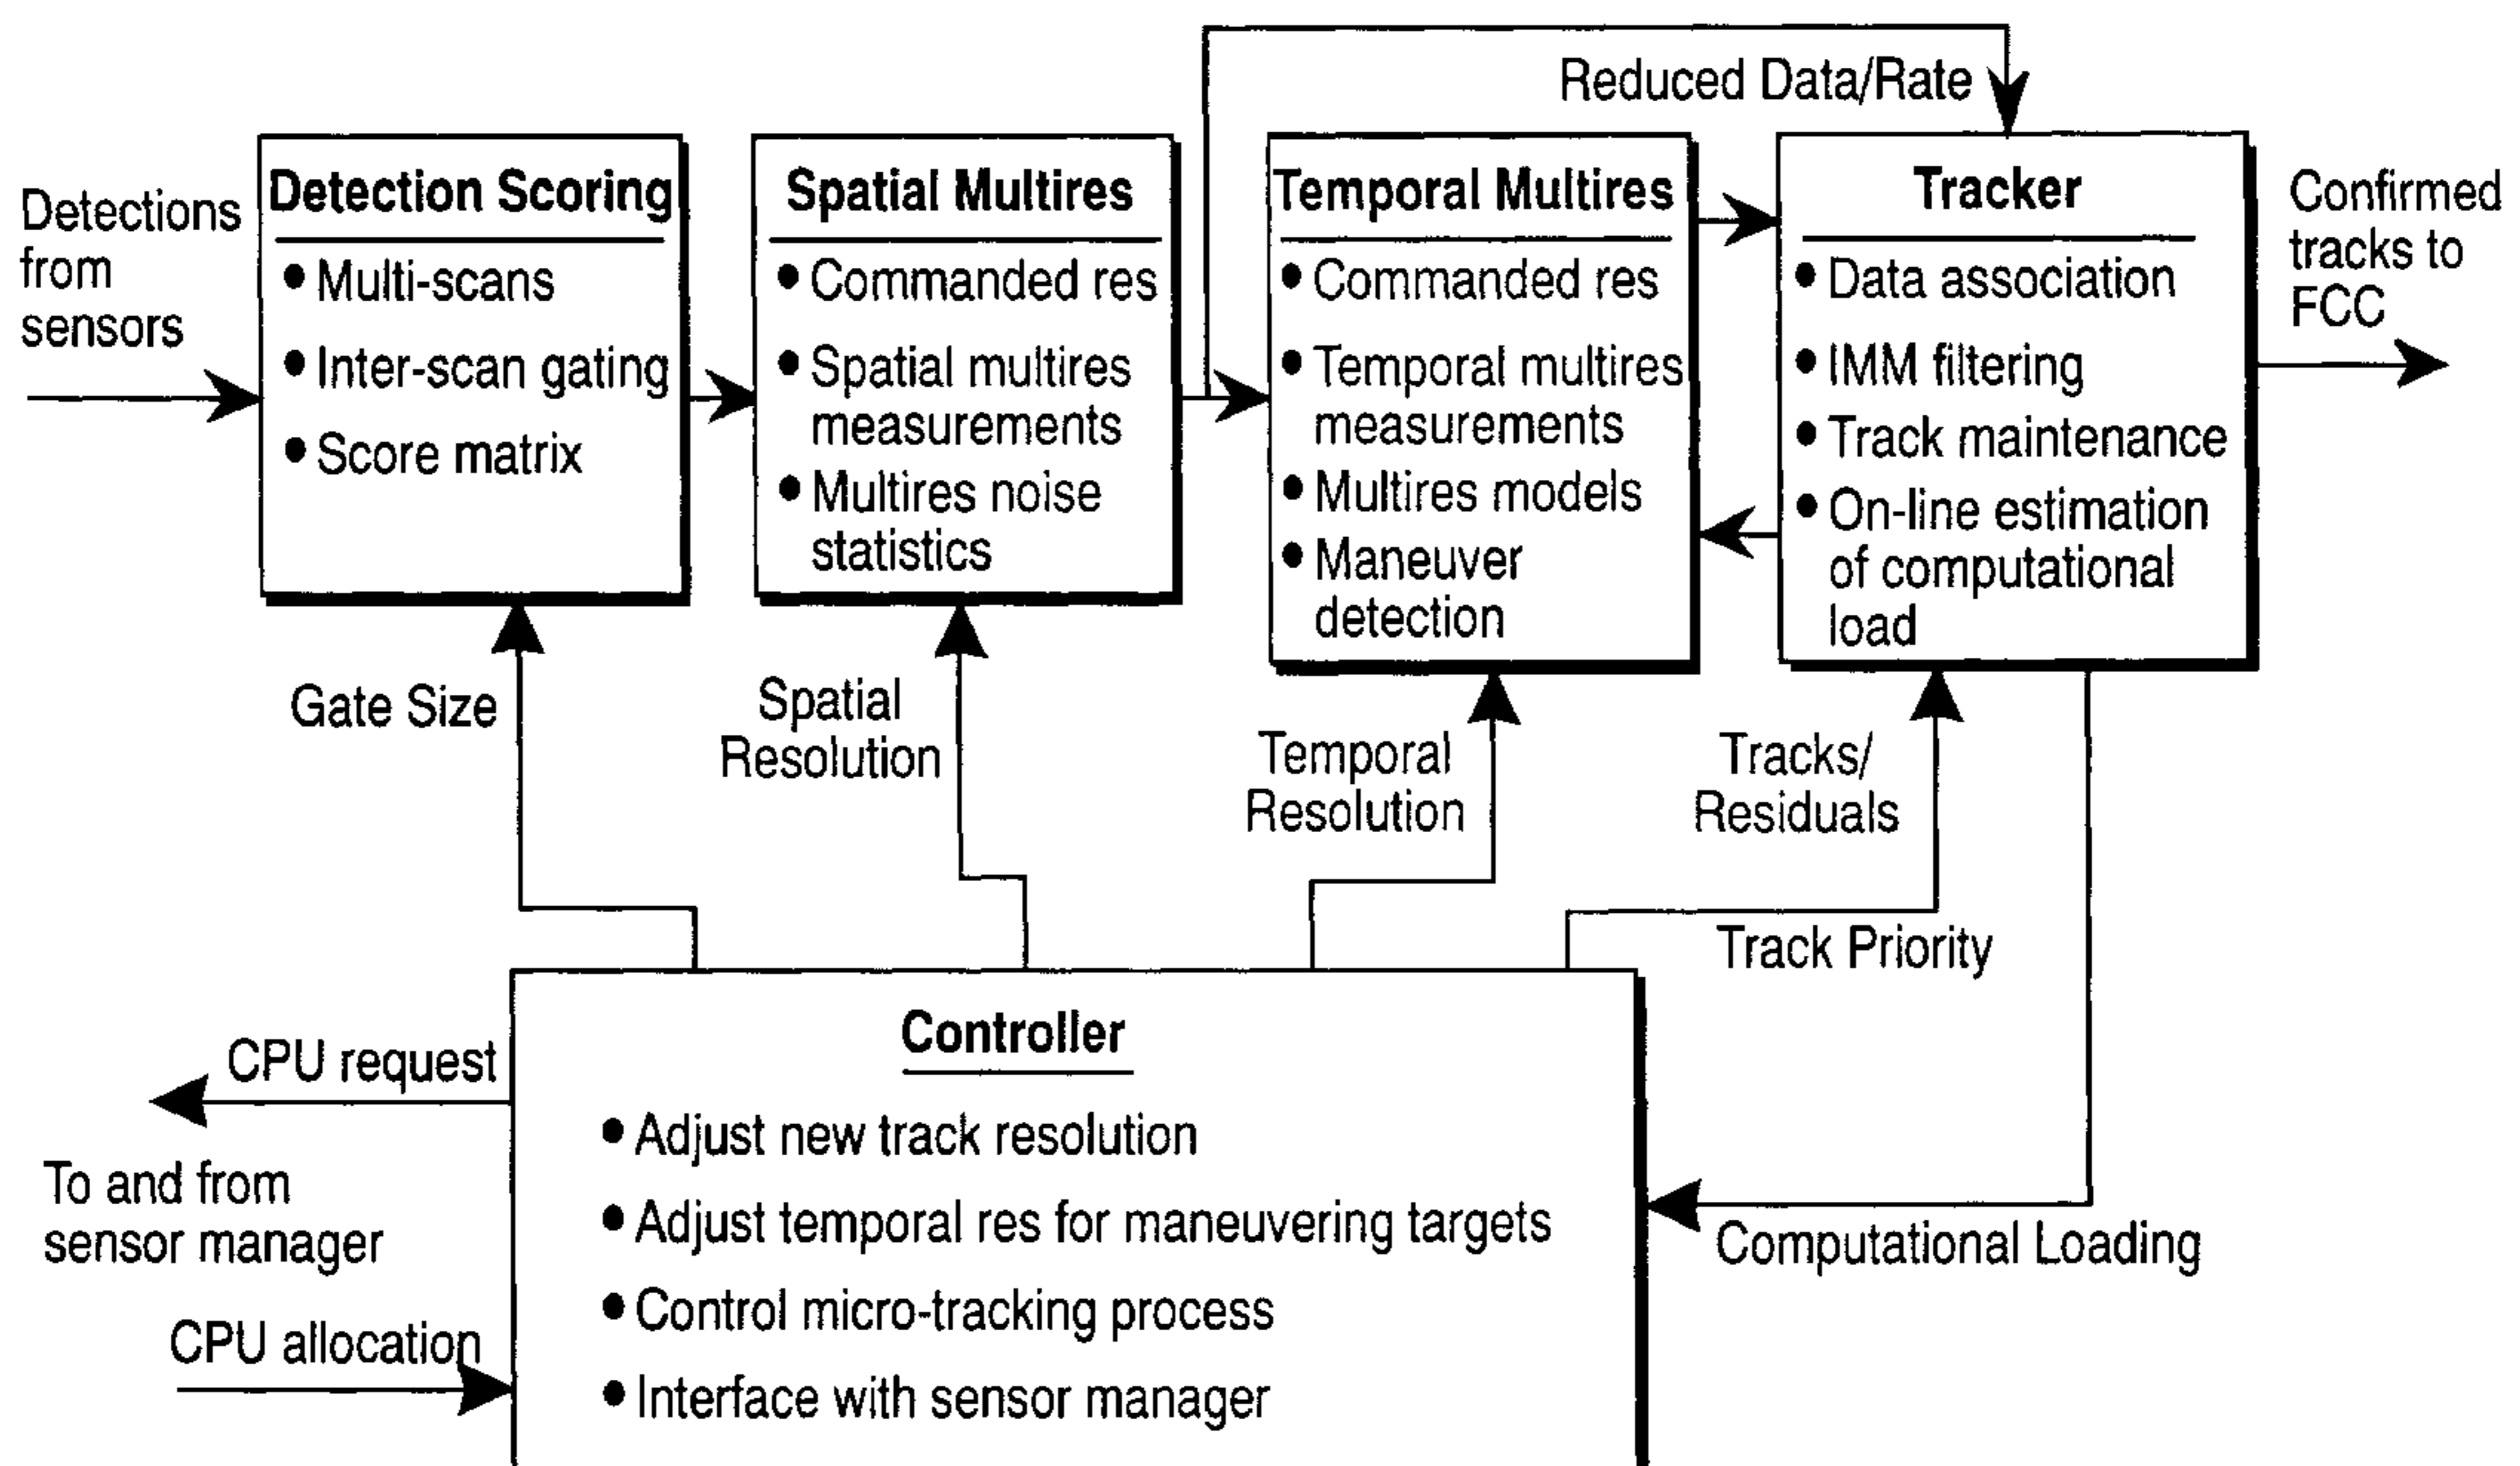 Reduced Data/Rate
Detections
from
sensors
Detection Scoring
• Multi-scans
• Inter-scan gating
• Score matrix
Spatial Multires
• Commanded res
• Spatial multires
measurements
• Multires noise
statistics
Temporal Multires
• Commanded res
• Temporal multires
measurements
• Multires models
• Maneuver
detection
Tracker
• Data association
• IMM filtering
• Track maintenance
• On-line estimation
of computational
load
Confirmed
tracks to
FCC
Gate Size
Spatial
Resolution
Temporal
Resolution
Tracks/
Residuals
Track Priority
Controller
• Adjust new track resolution
• Adjust temporal res for maneuvering targets
• Control micro-tracking process
• Interface with sensor manager
CPU request
To and from
sensor manager
CPU allocation
Computational Loading